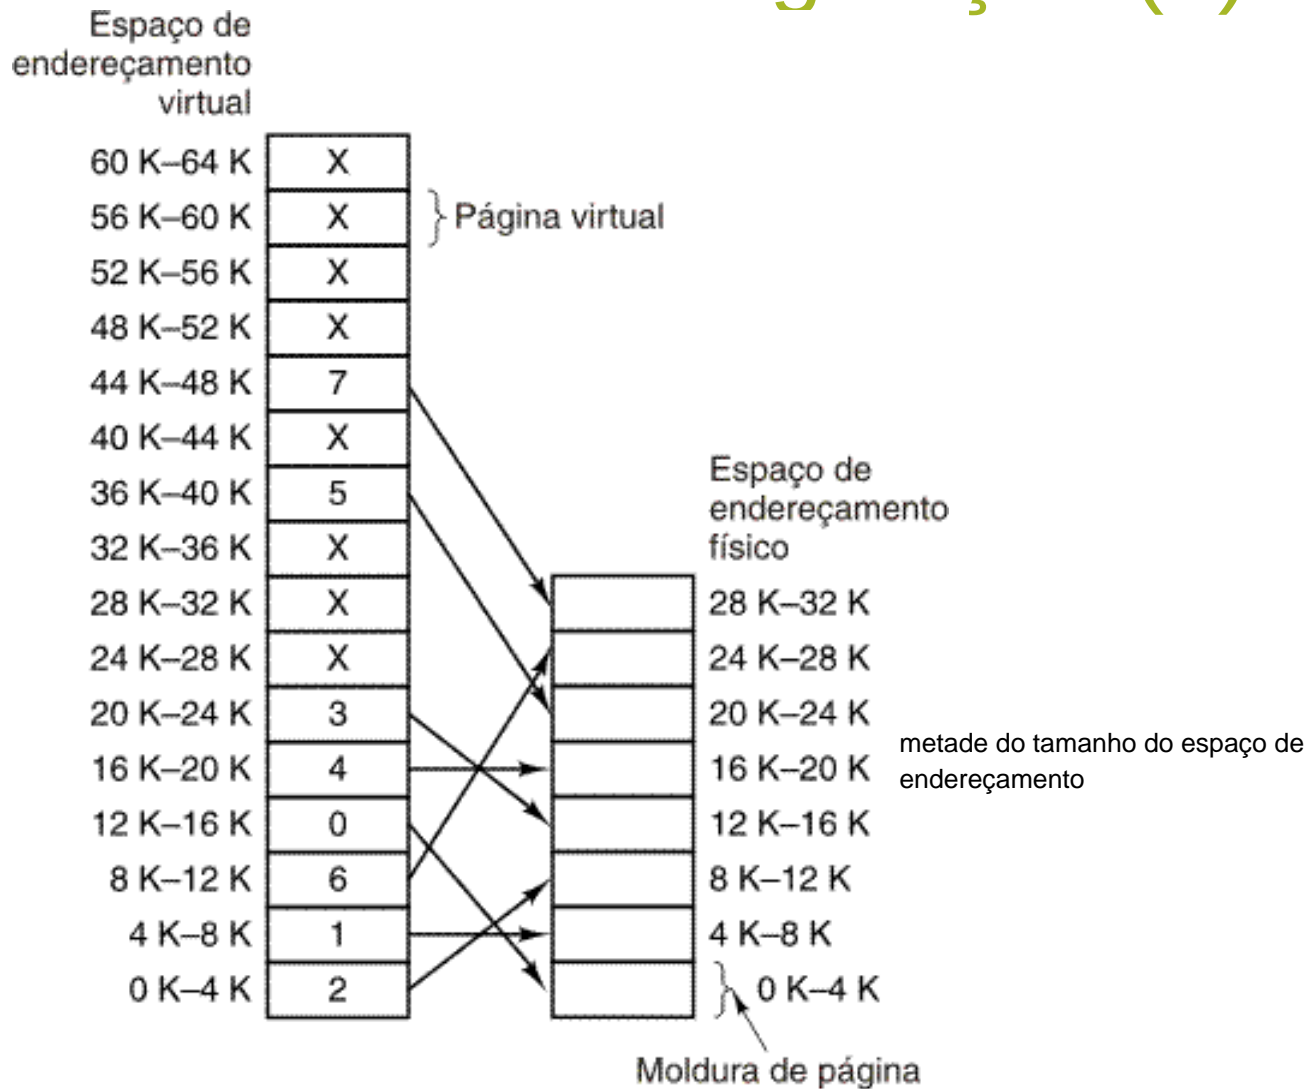 Espaço de
endereçamento
virtual
60 K–64 K X
56 K–60 K X Página virtual
52 K–56 K X
48 K–52 K X
44 K–48 K 7
40 K–44 K X
36 K–40 K 5
32 K–36 K X
28 K–32 K X
24 K–28 K X
20 K–24 K 3
16 K–20 K 4
12 K–16 K 0
8 K–12 K 6
4 K–8 K 1
0 K–4 K 2
Espaço de
endereçamento
físico
28 K–32 K
24 K–28 K
20 K–24 K
16 K–20 K
12 K–16 K
8 K–12 K
4 K–8 K
0 K–4 K
Moldura de página
metade do tamanho do espaço de
endereçamento